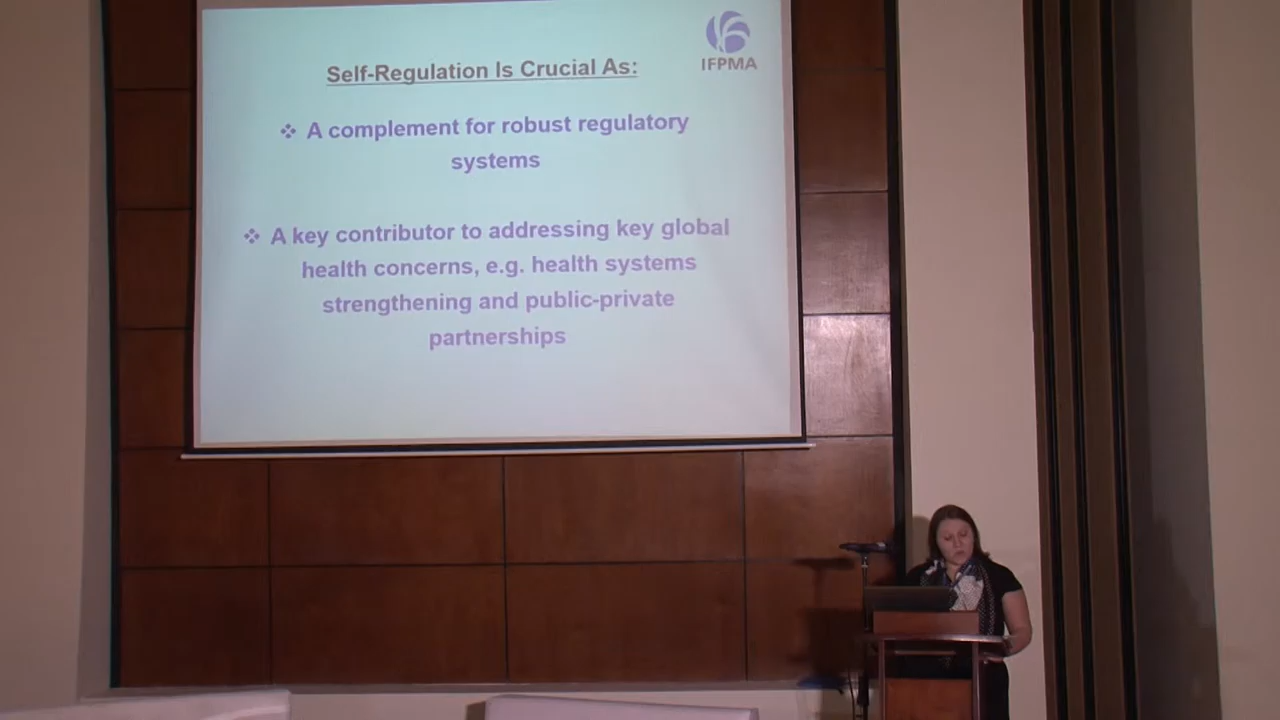 IFPMA
Self-Regulation Is Crucial As:
❖ A complement for robust regulatory
systems
❖ A key contributor to addressing key global
health concerns, e.g. health systems
strengthening and public-private
partnerships